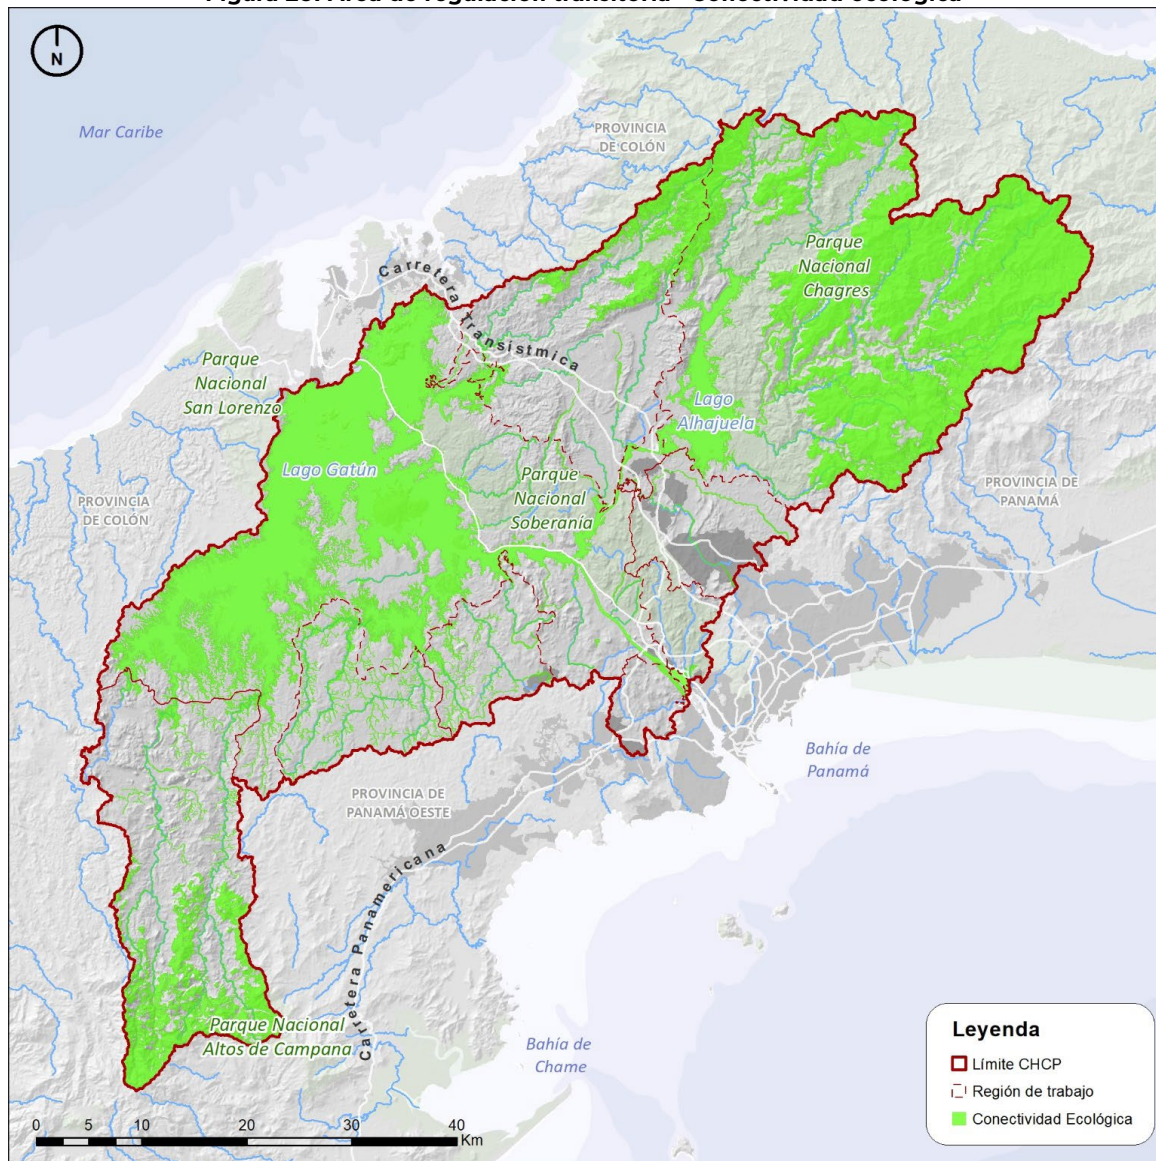 N
Mar Caribe
PROVINCIA
DE COLÓN
Parque
Nacional
Chagres
Carretera Transístmica
Parque
Nacional
San Lorenzo
Lago
Alhajuela
Lago Gatún
Parque
Nacional
Soberanía
PROVINCIA
DE COLÓN
PROVINCIA DE
PANAMÁ
Bahía de
Panamá
PROVINCIA DE
PANAMÁ OESTE
Carretera Panamericana
Parque Nacional
Altos de Campana
Bahía de
Chame
Leyenda
Límite CHCP
Región de trabajo
Conectividad Ecológica
0 5 10 20 30 40
Km